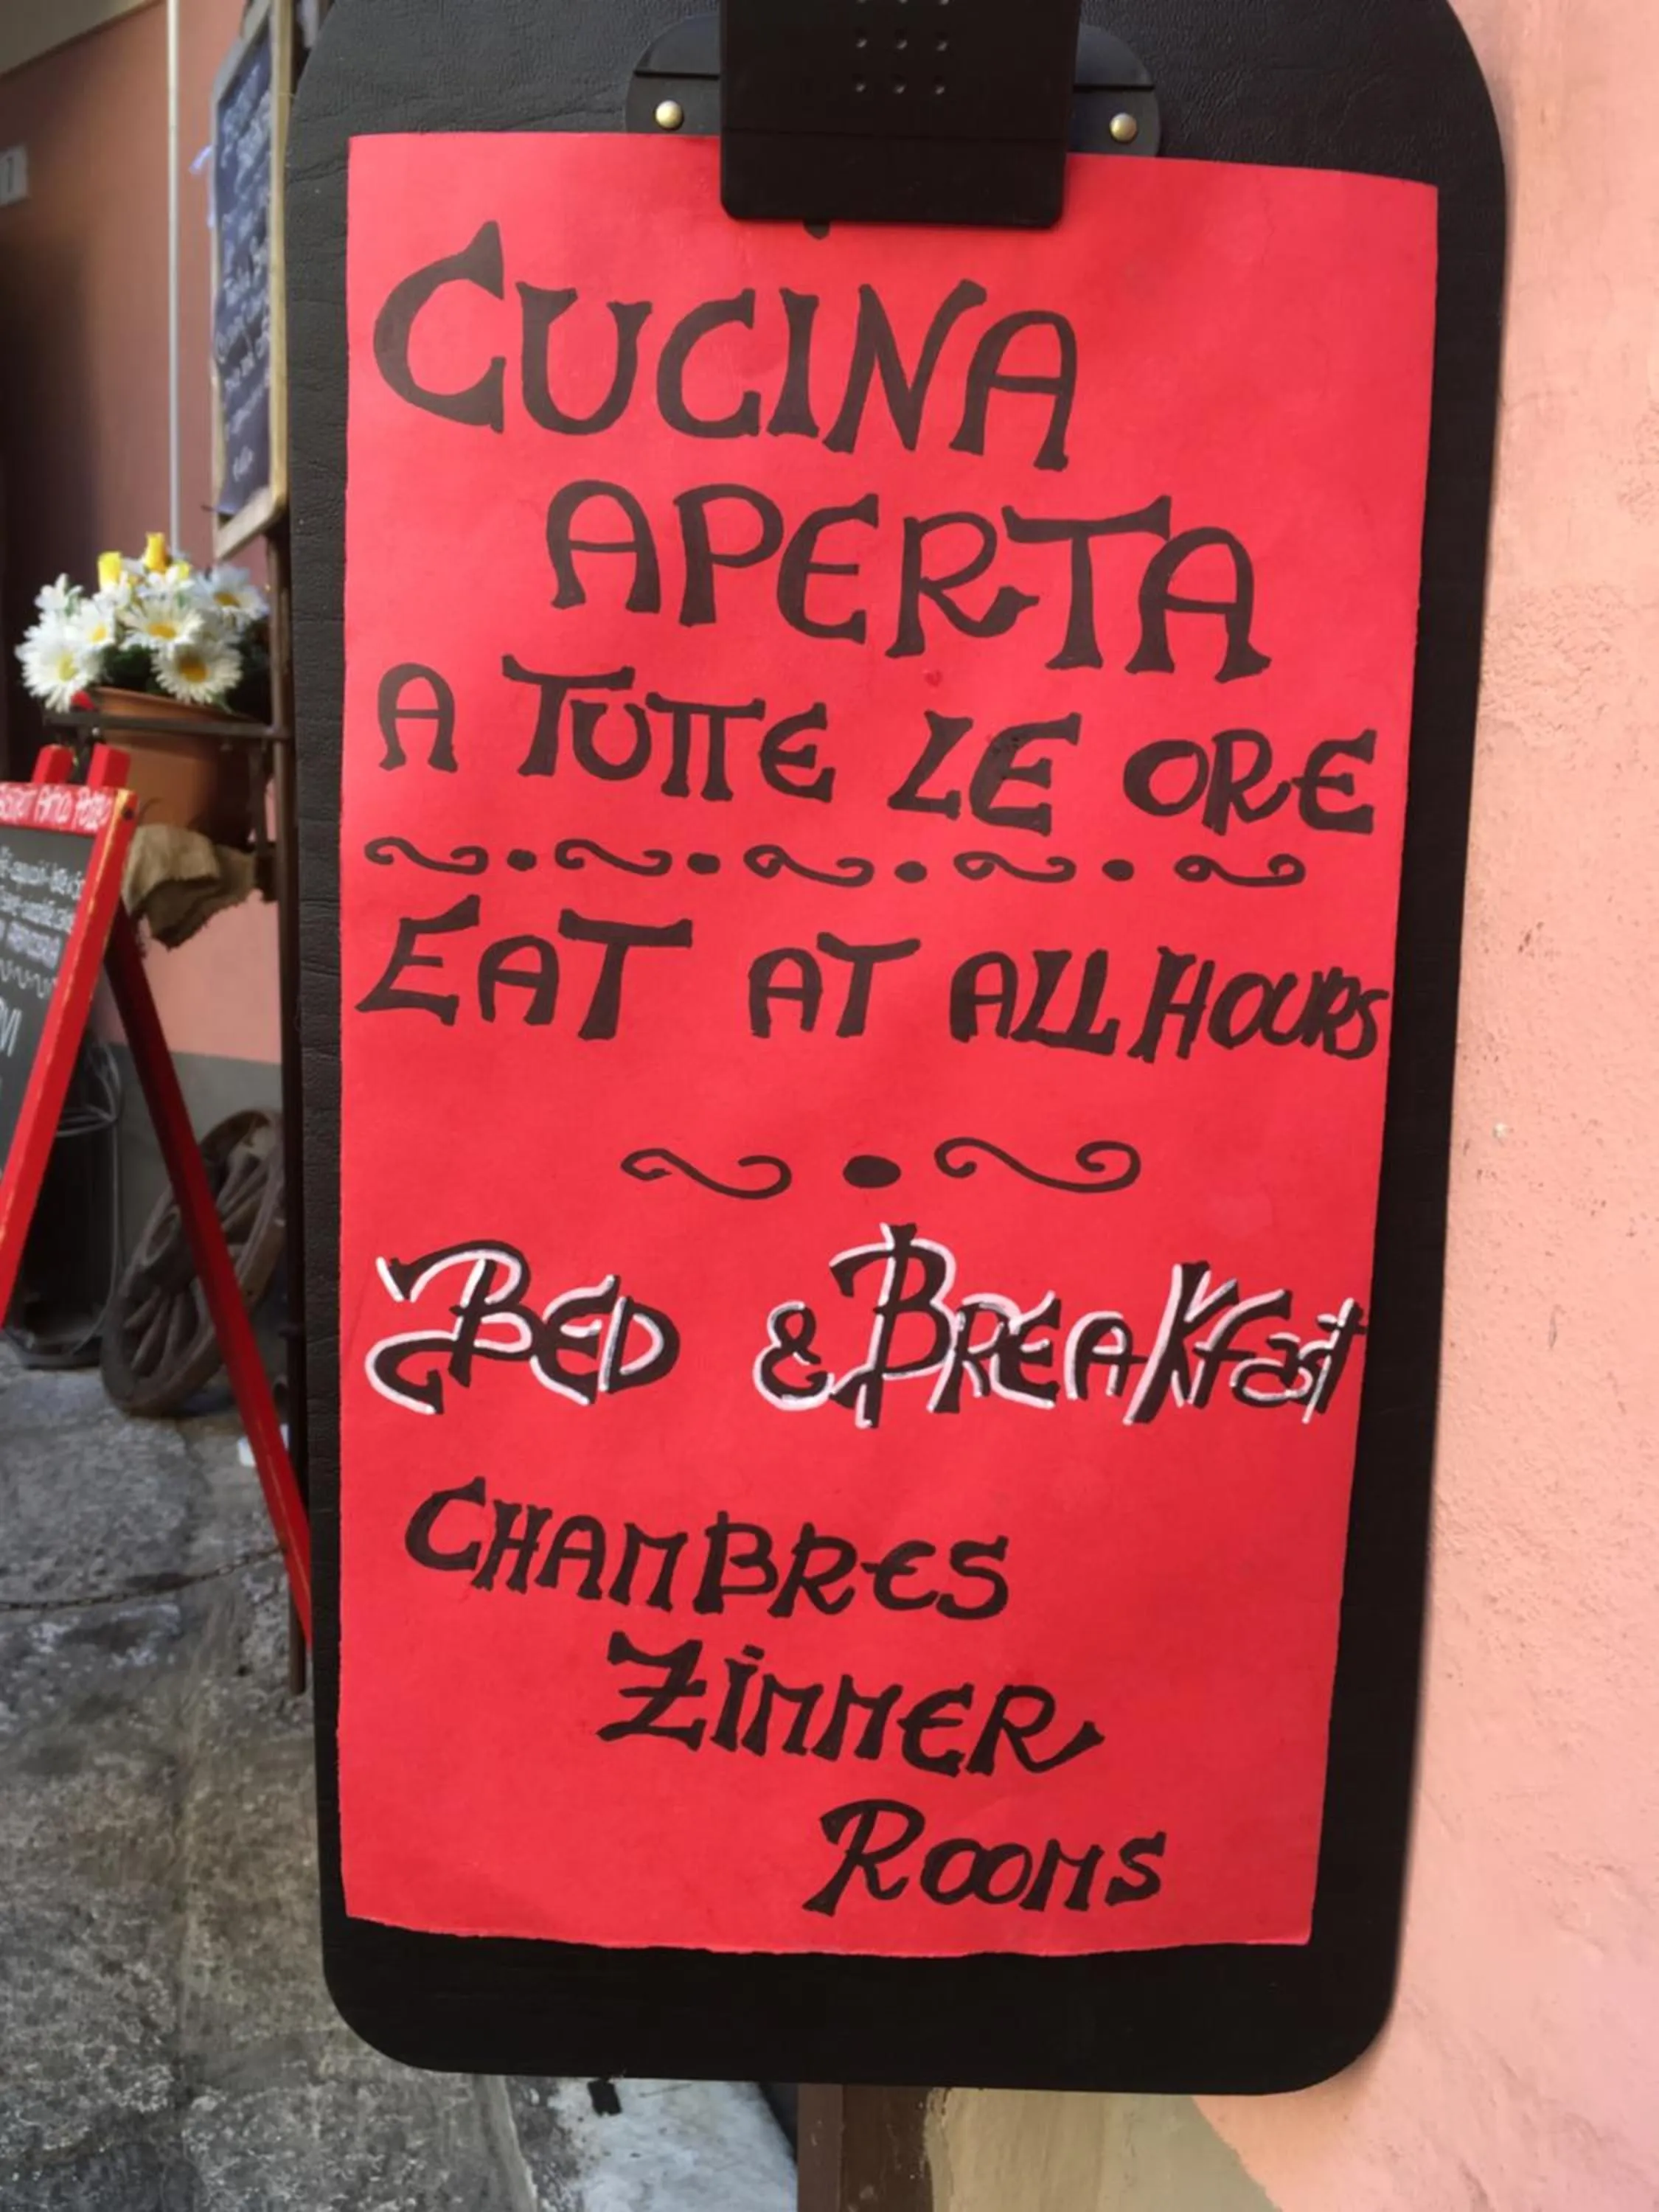 CUCINA
APERTA
A TUTTE LE ORE
EAT AT ALL HOURS
BED & BREAKFast
CHAMBRES
ZiMMER
ROOMS